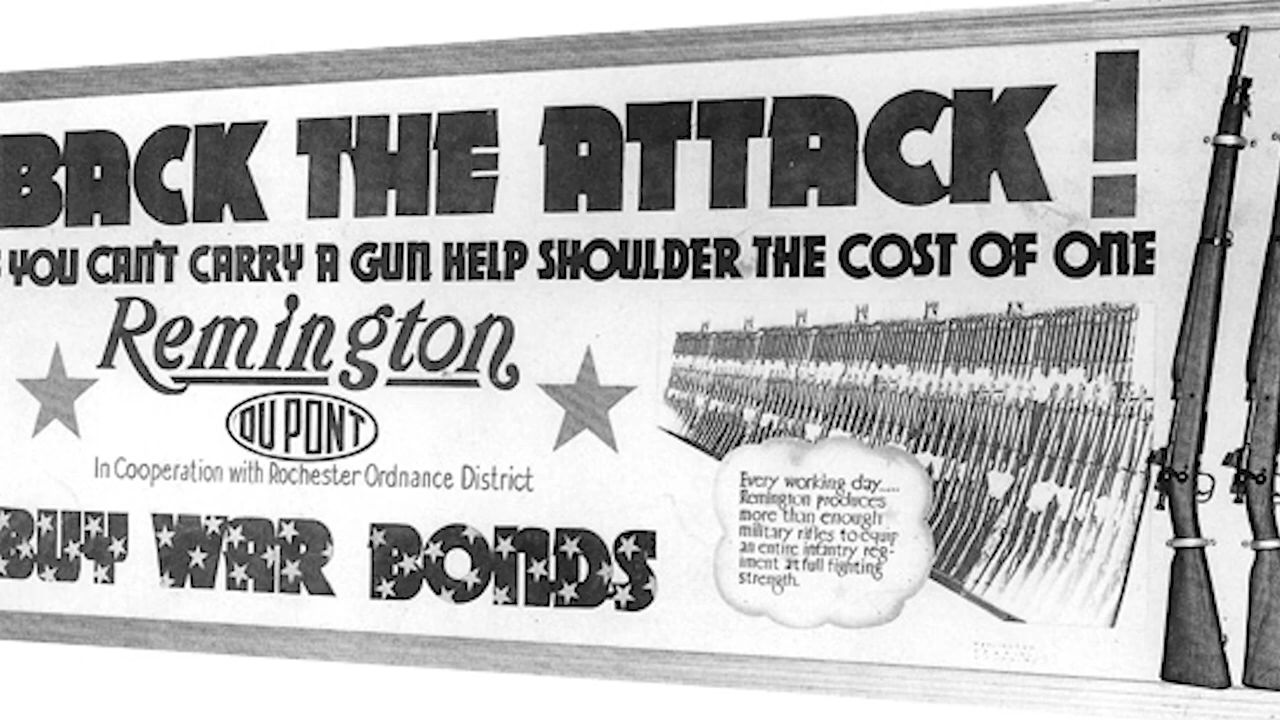 BACK THE ATTACK!
YOU CAN'T CARRY A GUN HELP SHOULDER THE COST OF ONE
Remington
DU PONT
In Cooperation with Rochester Ordnance District
BUY WAR BONDS
Every working day....
Remington produces
more than enough
military rifles to equip
an entire infantry reg-
iment at full fighting
strength.